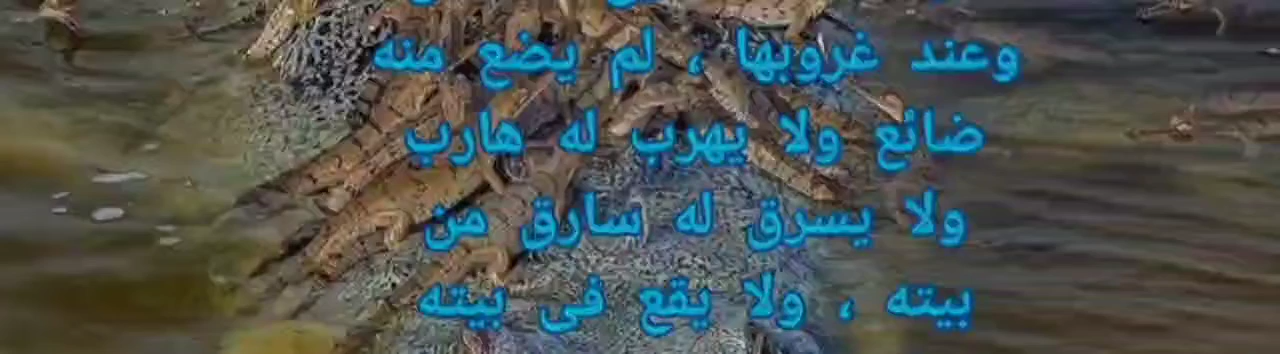 وعند غروبها ، لم يضع منه
ضائع ولا يهرب له هارب
ولا يسرق له سارق من
بيته ، ولا يقع فى بيته